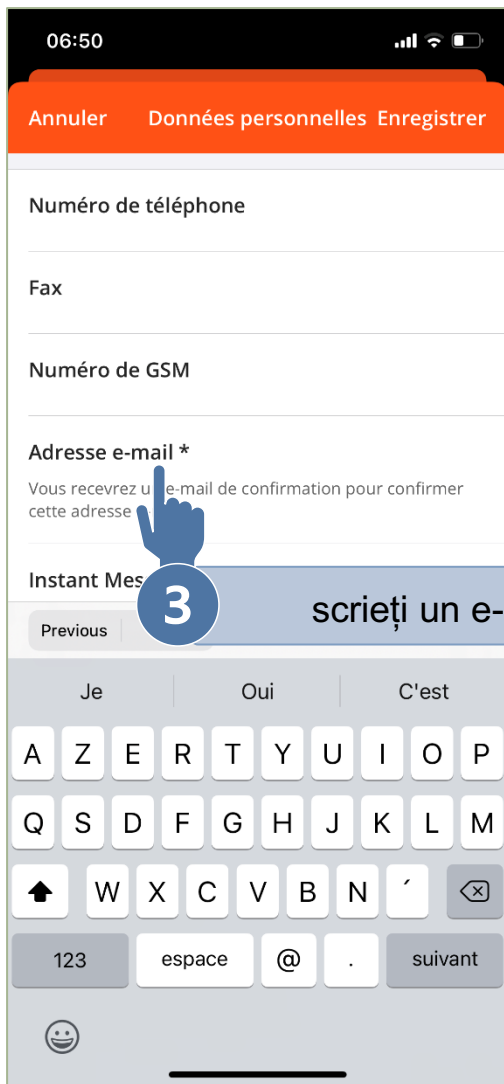 06:50
Annuler Données personnelles Enregistrer
Numéro de téléphone
Fax
Numéro de GSM
Adresse e-mail *
Vous recevrez u e-mail de confirmation pour confirmer
cette adresse
Instant Mes
3
scrieți un e-
Previous
Je Oui C'est
A Z E R T Y U I O P
Q S D F G H J K L M
W X C V B N ´
123 espace @ . suivant